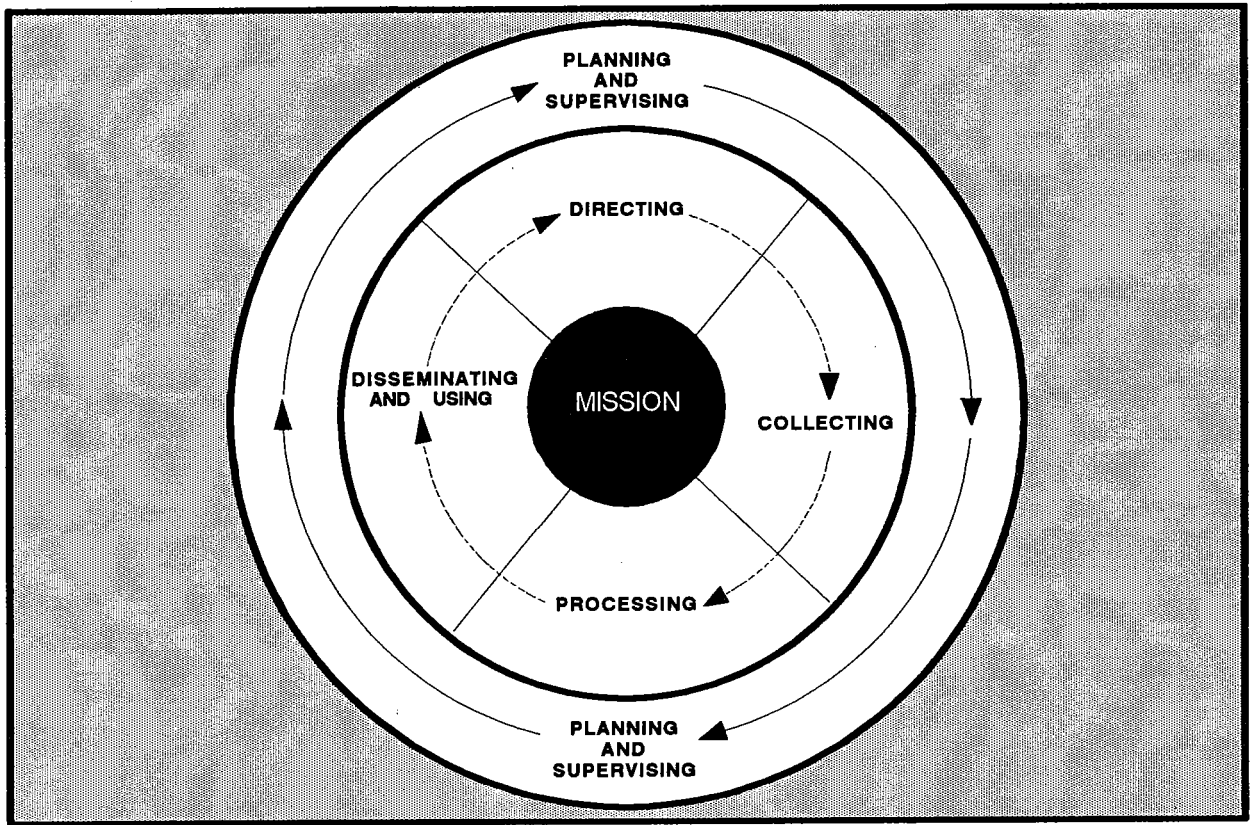 PLANNING
AND
SUPERVISING
DIRECTING
DISSEMINATING
AND USING
MISSION
COLLECTING
PROCESSING
PLANNING
AND
SUPERVISING